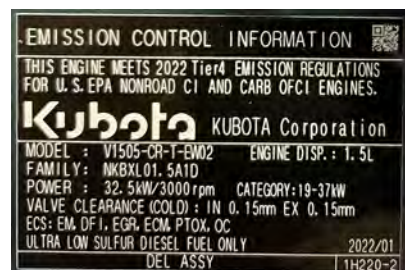 EMISSION CONTROL INFORMATION
THIS ENGINE MEETS 2022 Tier4 EMISSION REGULATIONS
FOR U.S. EPA NONROAD CI AND CARB OFCI ENGINES.
Kubota KUBOTA Corporation
MODEL : V1505-CR-T-EW02 ENGINE DISP.: 1.5L
FAMILY: NKBXL01.5A1D
POWER : 32.5kW/3000rpm CATEGORY:19-37kW
VALVE CLEARANCE (COLD) : IN 0.15mm EX 0.15mm
ECS: EM, DFI, EGR, ECM, PTOX, OC
ULTRA LOW SULFUR DIESEL FUEL ONLY 2022/01
DEL ASSY 1H220-2